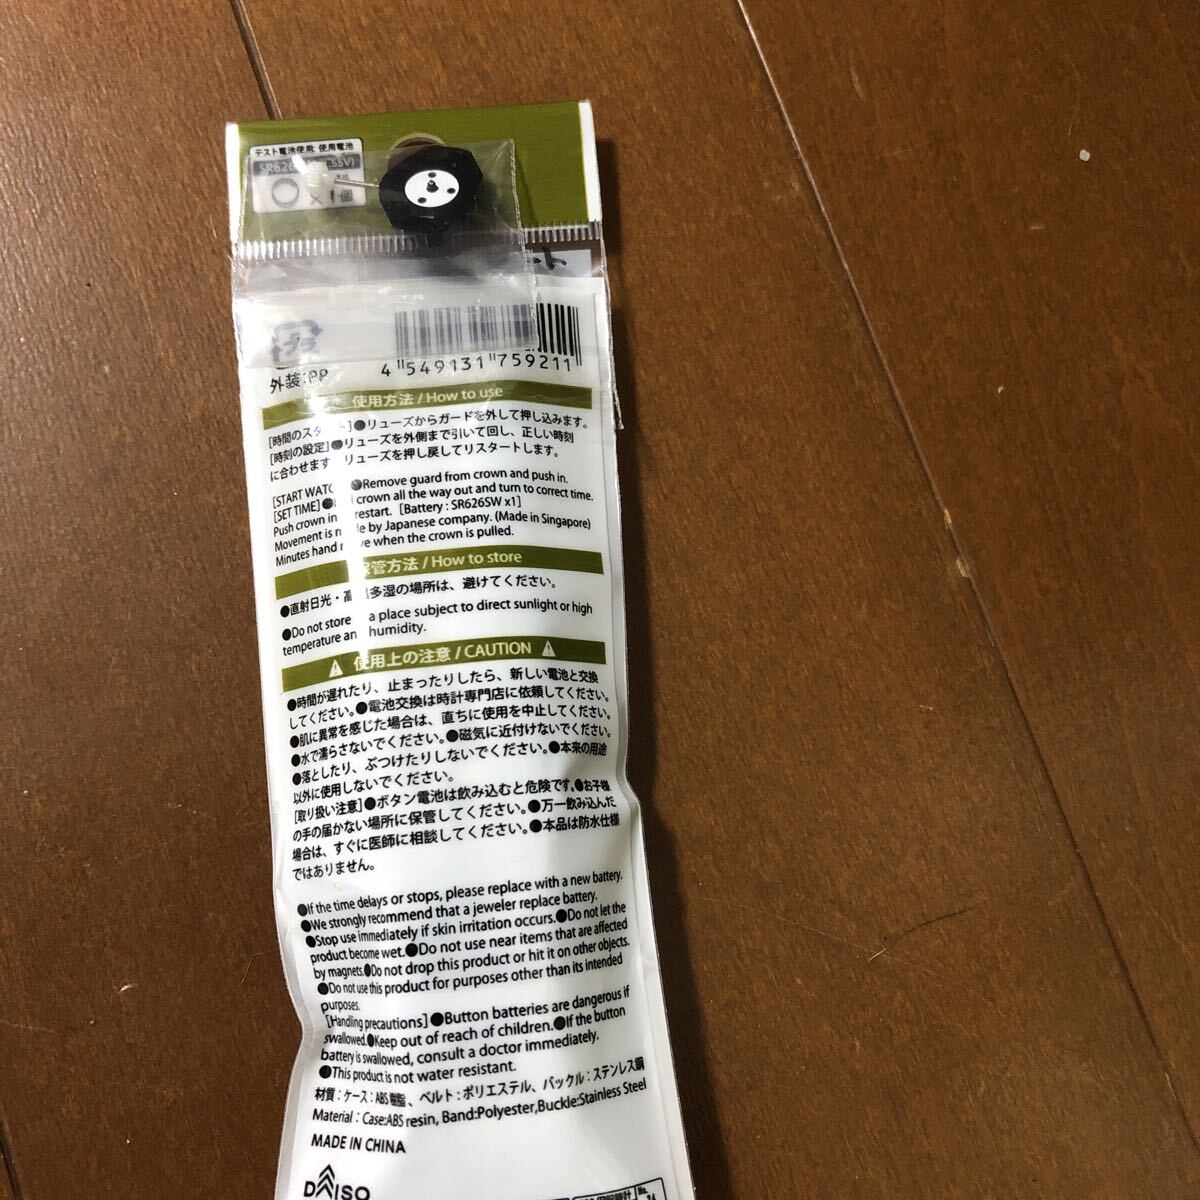 テスト電池使用: 使用電池
SR626
.55V)
×1個
ート
4 549131 759211
外装:PP
使用方法 / How to use
[時間のスタート]●リューズからガードを外して押し込みます。
[時刻の設定]●リューズを外側まで引いて回し、正しい時刻
に合わせます リューズを押し戻してリスタートします。
[START WATC ●Remove guard from crown and push in.
[SET TIME]● crown all the way out and turn to correct time.
Push crown in restart. [Battery : SR626SW x1]
Movement is m de by Japanese company. (Made in Singapore)
Minutes hand ve when the crown is pulled.
保管方法 / How to store
●直射日光・高 多湿の場所は、避けてください。
●Do not store a place subject to direct sunlight or high
temperature an humidity.
使用上の注意 / CAUTION
●時間が遅れたり、止まったりしたら、新しい電池と交換
してください。●電池交換は時計専門店に依頼してください。
●肌に異常を感じた場合は、直ちに使用を中止してください。
●水で濡らさないでください。●磁気に近付けないでください。
●落としたり、ぶつけたりしないでください。●本来の用途
以外に使用しないでください。
[取り扱い注意]●ボタン電池は飲み込むと危険です。●お子様
の手の届かない場所に保管してください。●万一飲み込んだ
場合は、すぐに医師に相談してください。●本品は防水仕様
ではありません。
●If the time delays or stops, please replace with a new battery.
●We strongly recommend that a jeweler replace battery.
●Stop use immediately if skin irritation occurs.●Do not let the
product become wet.●Do not use near items that are affected
by magnets.●Do not drop this product or hit it on other objects.
●Do not use this product for purposes other than its intended
purposes.
[Handling precautions]●Button batteries are dangerous if
swallowed.●Keep out of reach of children.●If the button
battery is swallowed, consult a doctor immediately.
●This product is not water resistant.
材質：ケース：ABS樹脂、ベルト：ポリエステル、バックル：ステンレス鋼
Material : Case:ABS resin, Band:Polyester,Buckle:Stainless Steel
MADE IN CHINA
DAISO